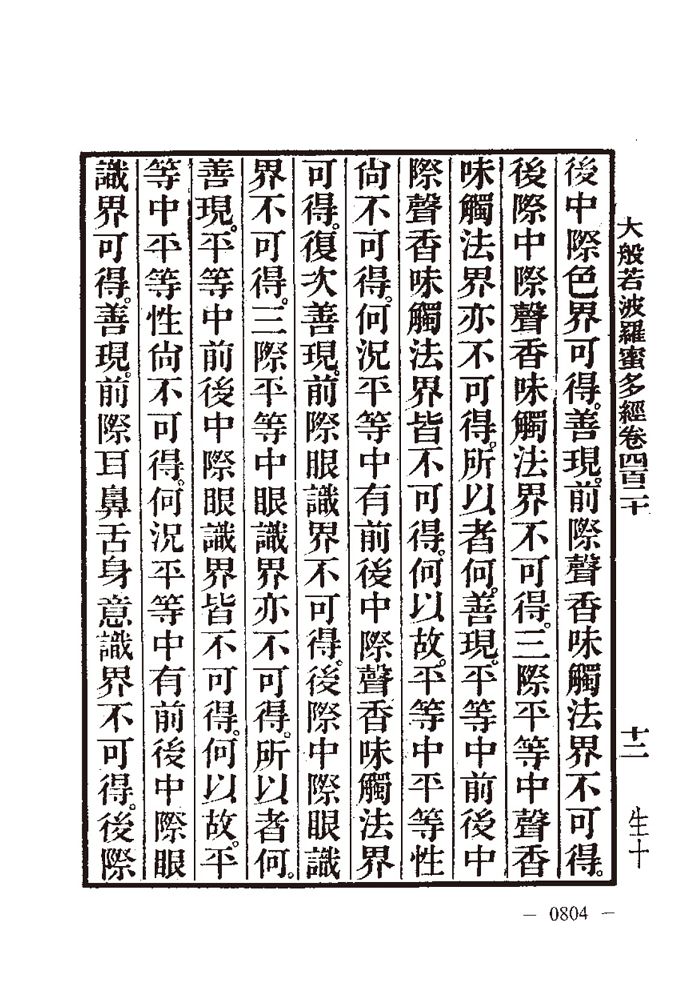 大般若波羅蜜多經卷四百二十
十二
生十
後中際色界可得。善現。前際聲香味觸法界不可得。
後際中際聲香味觸法界不可得。三際平等中聲香
味觸法界亦不可得。所以者何。善現。平等中前後中
際聲香味觸法界皆不可得。何以故。平等中平等性
尙不可得。何況平等中有前後中際聲香味觸法界
可得。復次善現。前際眼識界不可得。後際中際眼識
界不可得。三際平等中眼識界亦不可得。所以者何。
善現。平等中前後中際眼識界皆不可得。何以故。平
等中平等性尙不可得。何況平等中有前後中際眼
識界可得。善現。前際耳鼻舌身意識界不可得。後際
— 0804 —